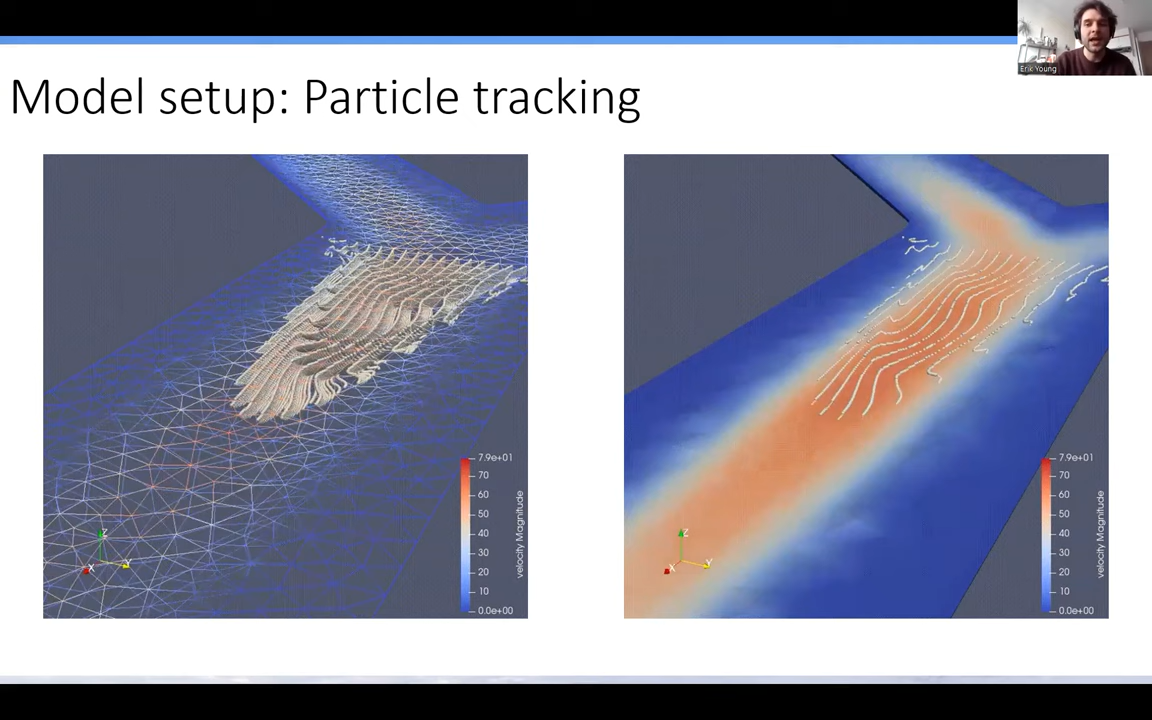 Erik Young
Model setup: Particle tracking
7.9e+01
70
60
50
40
30
20
10
0.0e+00
velocity Magnitude
Z
X
Y
7.9e+01
70
60
50
40
30
20
10
0.0e+00
velocity Magnitude
Z
X
Y